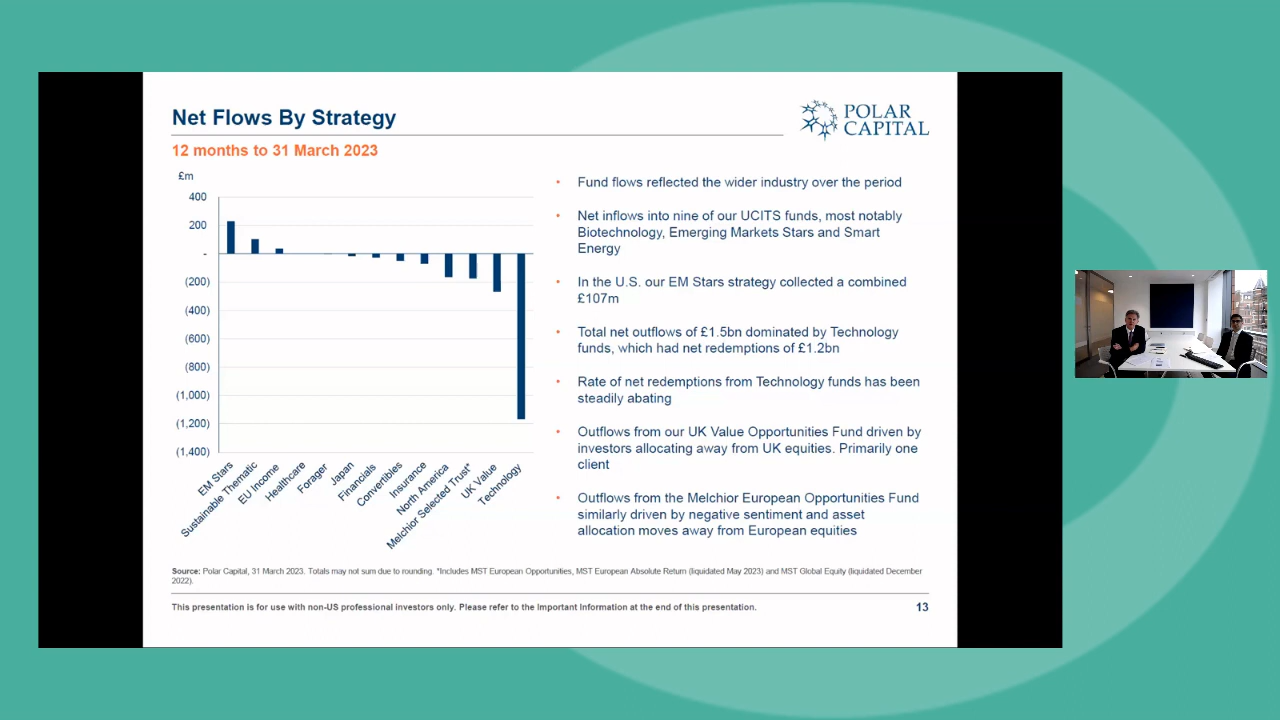 Net Flows By Strategy
POLAR
CAPITAL
12 months to 31 March 2023
£m
400
200
-
(200)
(400)
(600)
(800)
(1,000)
(1,200)
(1,400)
EM Stars
Sustainable Thematic
EU Income
Healthcare
Forager
Japan
Financials
Convertibles
Insurance
North America
Melchior Selected Trust*
UK Value
Technology
• Fund flows reflected the wider industry over the period
• Net inflows into nine of our UCITS funds, most notably
Biotechnology, Emerging Markets Stars and Smart
Energy
• In the U.S. our EM Stars strategy collected a combined
£107m
• Total net outflows of £1.5bn dominated by Technology
funds, which had net redemptions of £1.2bn
• Rate of net redemptions from Technology funds has been
steadily abating
• Outflows from our UK Value Opportunities Fund driven by
investors allocating away from UK equities. Primarily one
client
• Outflows from the Melchior European Opportunities Fund
similarly driven by negative sentiment and asset
allocation moves away from European equities
Source: Polar Capital, 31 March 2023. Totals may not sum due to rounding. *Includes MST European Opportunities, MST European Absolute Return (liquidated May 2023) and MST Global Equity (liquidated December
2022).
This presentation is for use with non-US professional investors only. Please refer to the Important Information at the end of this presentation.
13